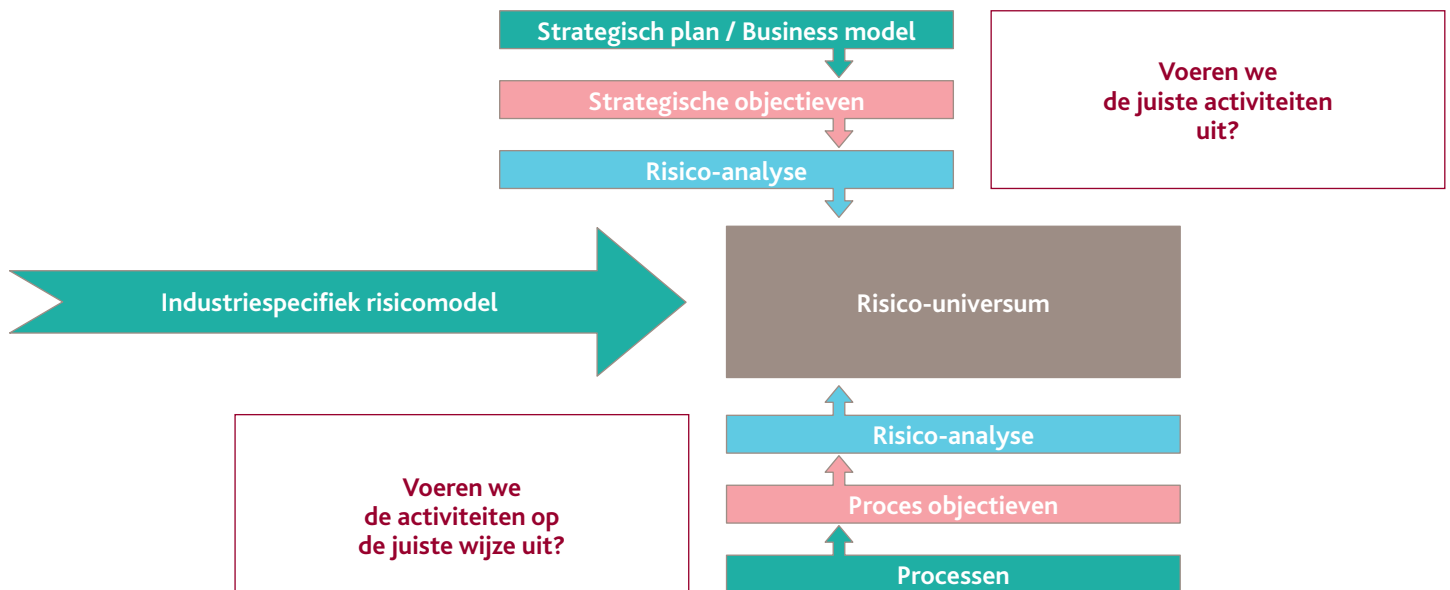 Strategisch plan / Business model
Strategische objectieven
Risico-analyse
Voeren we
de juiste activiteiten
uit?
Industriespecifiek risicomodel
Risico-universum
Voeren we
de activiteiten op
de juiste wijze uit?
Risico-analyse
Proces objectieven
Processen